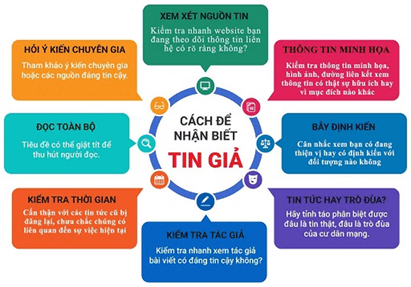 XEM XÉT NGUỒN TIN
Kiểm tra nhanh website bạn
đang theo dõi thông tin liên
hệ có rõ ràng không?
HỎI Ý KIẾN CHUYÊN GIA
Tham khảo ý kiến chuyên gia
hoặc các nguồn đáng tin cậy.
THÔNG TIN MINH HỌA
Kiểm tra thông tin minh họa,
hình ảnh, đường liên kết xem
thông tin có thật sự hữu ích hay
vì mục đích nào khác
CÁCH ĐỂ
NHẬN BIẾT
TIN GIẢ
ĐỌC TOÀN BỘ
Tiêu đề có thể giật tít để
thu hút người đọc.
BẪY ĐỊNH KIẾN
Cân nhắc xem bạn có đang
thiên vị hay có định kiến với
đối tượng nào không
KIỂM TRA THỜI GIAN
Cẩn thận với các tin tức cũ bị
đăng lại, chưa chắc chúng có
liên quan đến sự việc hiện tại
TIN TỨC HAY TRÒ ĐÙA?
Hãy tỉnh táo phân biệt được
đâu là tin thật, đâu là trò đùa
của cư dân mạng.
KIỂM TRA TÁC GIẢ
Kiểm tra nhanh xem tác giả
bài viết có đáng tin cậy không?